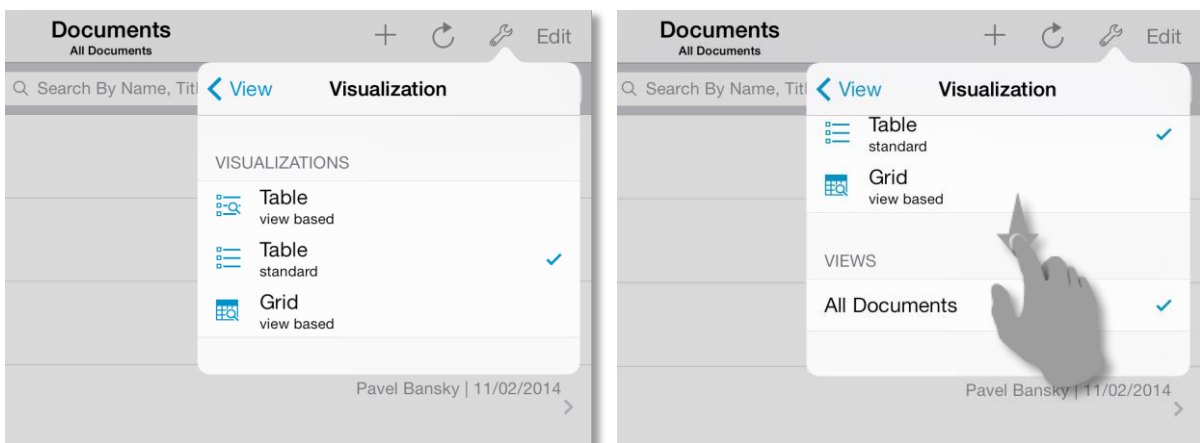 Documents
All Documents
Edit
Search By Name, Titl
View
Visualization
VISUALIZATIONS
Table
view based
Table
standard
Grid
view based
Pavel Bansky | 11/02/2014
Documents
All Documents
Edit
Search By Name, Titl
View
Visualization
Table
standard
Grid
view based
VIEWS
All Documents
Pavel Bansky | 11/02/2014